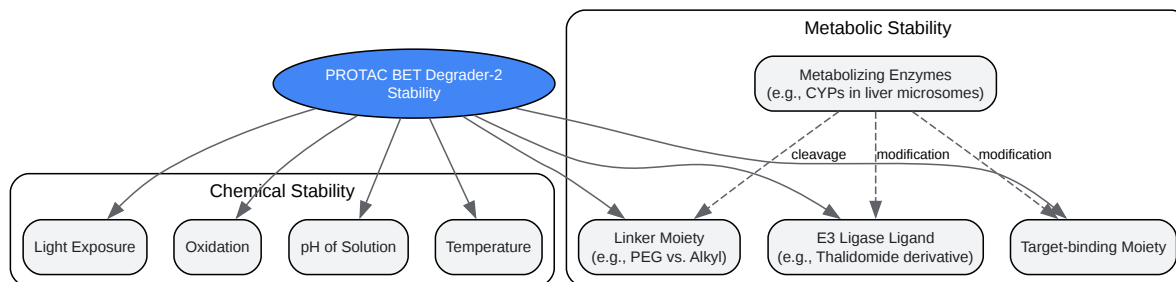 Metabolic Stability
PROTAC BET Degrader-2
Stability
Metabolizing Enzymes
(e.g., CYPs in liver microsomes)
cleavage
modification
modification
Chemical Stability
Light Exposure
Oxidation
pH of Solution
Temperature
Linker Moiety
(e.g., PEG vs. Alkyl)
E3 Ligase Ligand
(e.g., Thalidomide derivative)
Target-binding Moiety